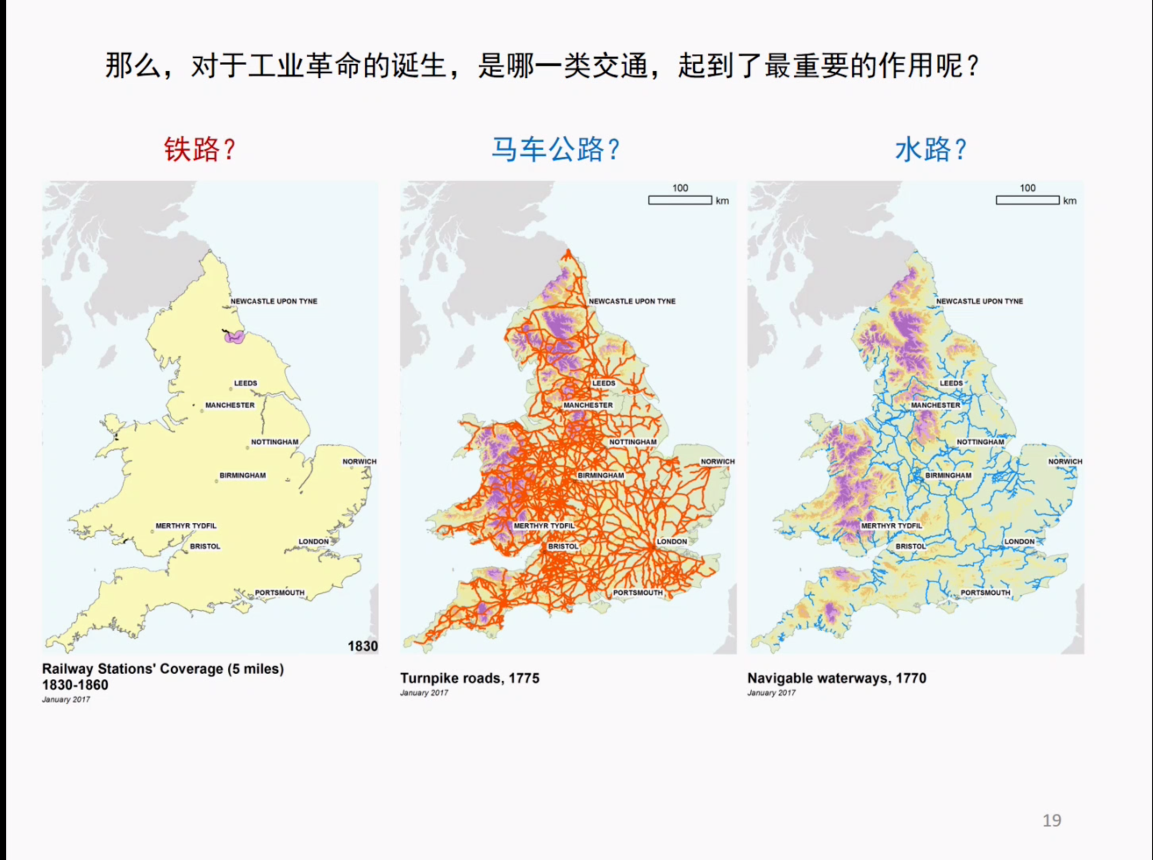 那么，对于工业革命的诞生，是哪一类交通，起到了最重要的作用呢？
铁路？
马车公路？
水路？
NEWCASTLE UPON TYNE
LEEDS
MANCHESTER
NOTTINGHAM
NORWICH
BIRMINGHAM
MERTHYR TYDFIL
BRISTOL
LONDON
PORTSMOUTH
1830
Railway Stations' Coverage (5 miles)
1830-1860
January 2017
100
km
NEWCASTLE UPON TYNE
LEEDS
MANCHESTER
NOTTINGHAM
NORWICH
BIRMINGHAM
MERTHYR TYDFIL
BRISTOL
LONDON
PORTSMOUTH
Turnpike roads, 1775
January 2017
100
km
NEWCASTLE UPON TYNE
LEEDS
MANCHESTER
NOTTINGHAM
NORWICH
BIRMINGHAM
MERTHYR TYDFIL
BRISTOL
LONDON
PORTSMOUTH
Navigable waterways, 1770
January 2017
19